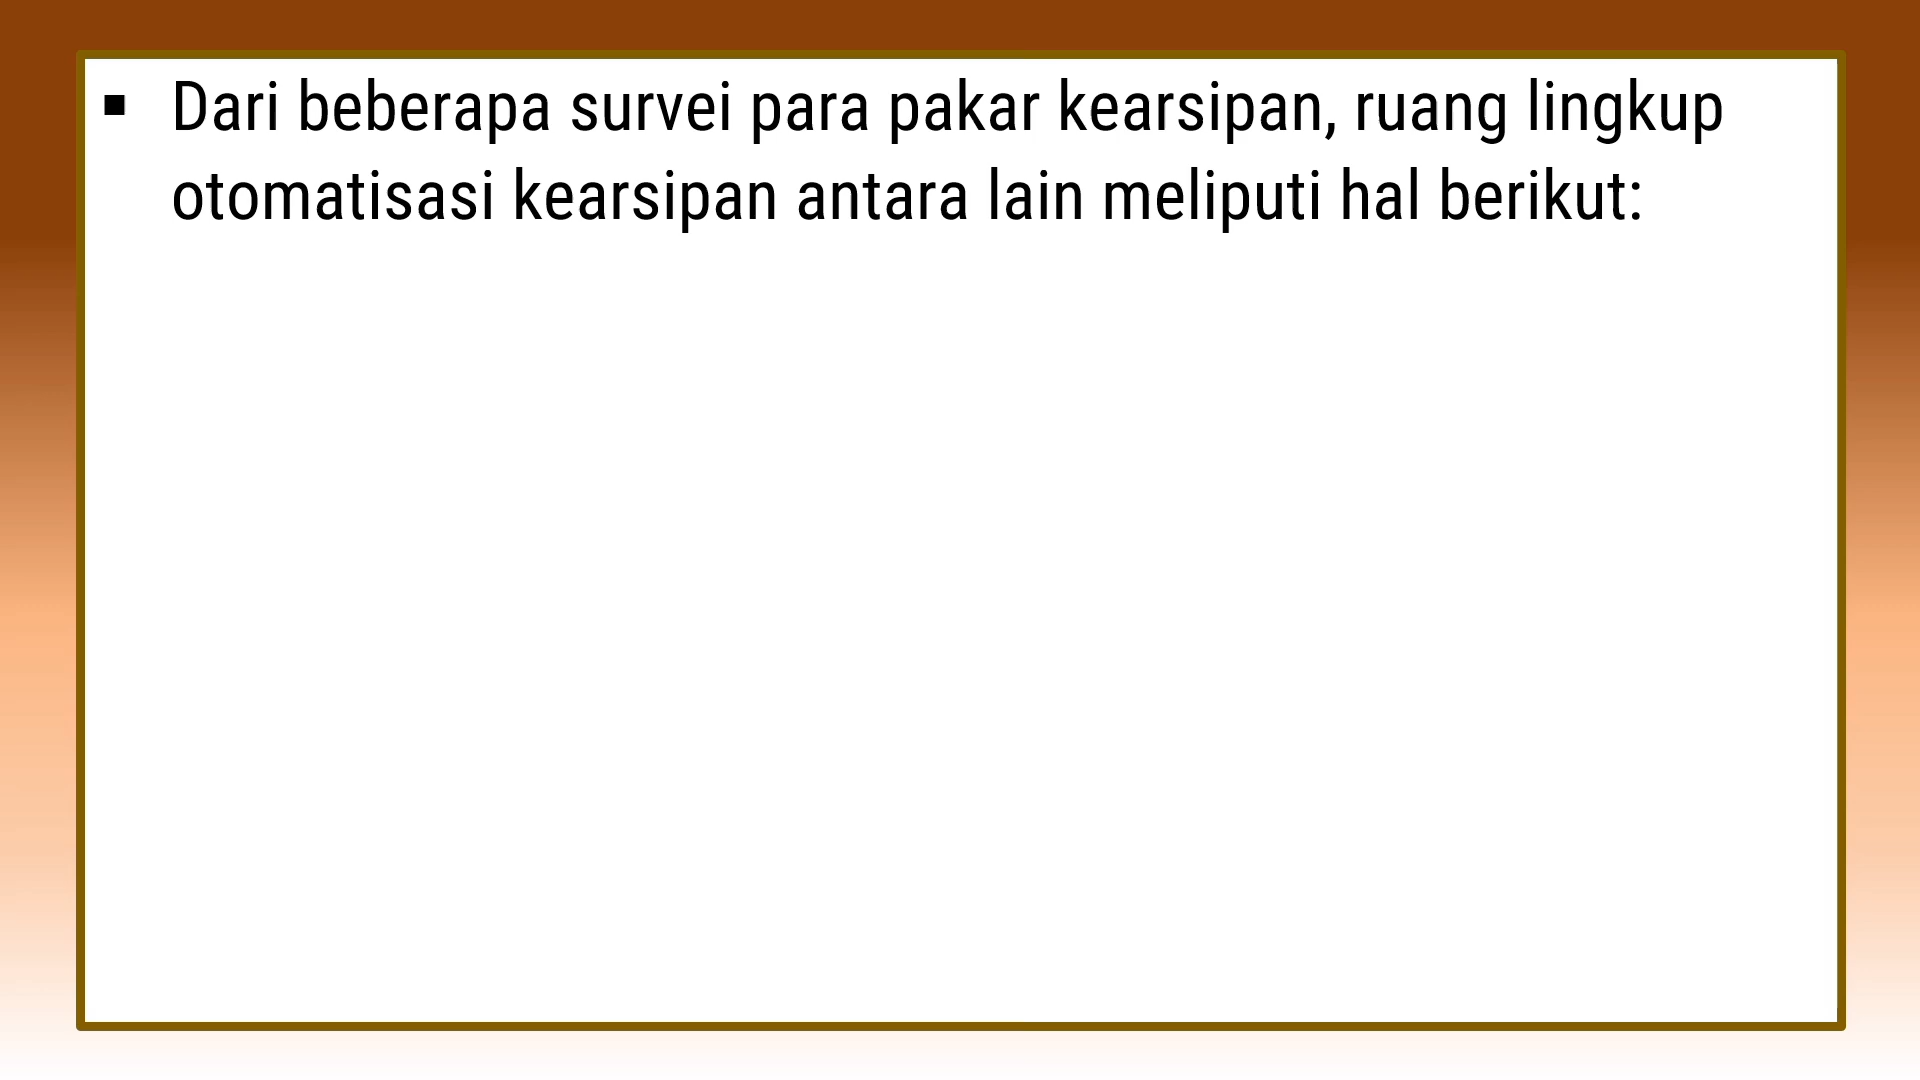 ▪ Dari beberapa survei para pakar kearsipan, ruang lingkup
otomatisasi kearsipan antara lain meliputi hal berikut: